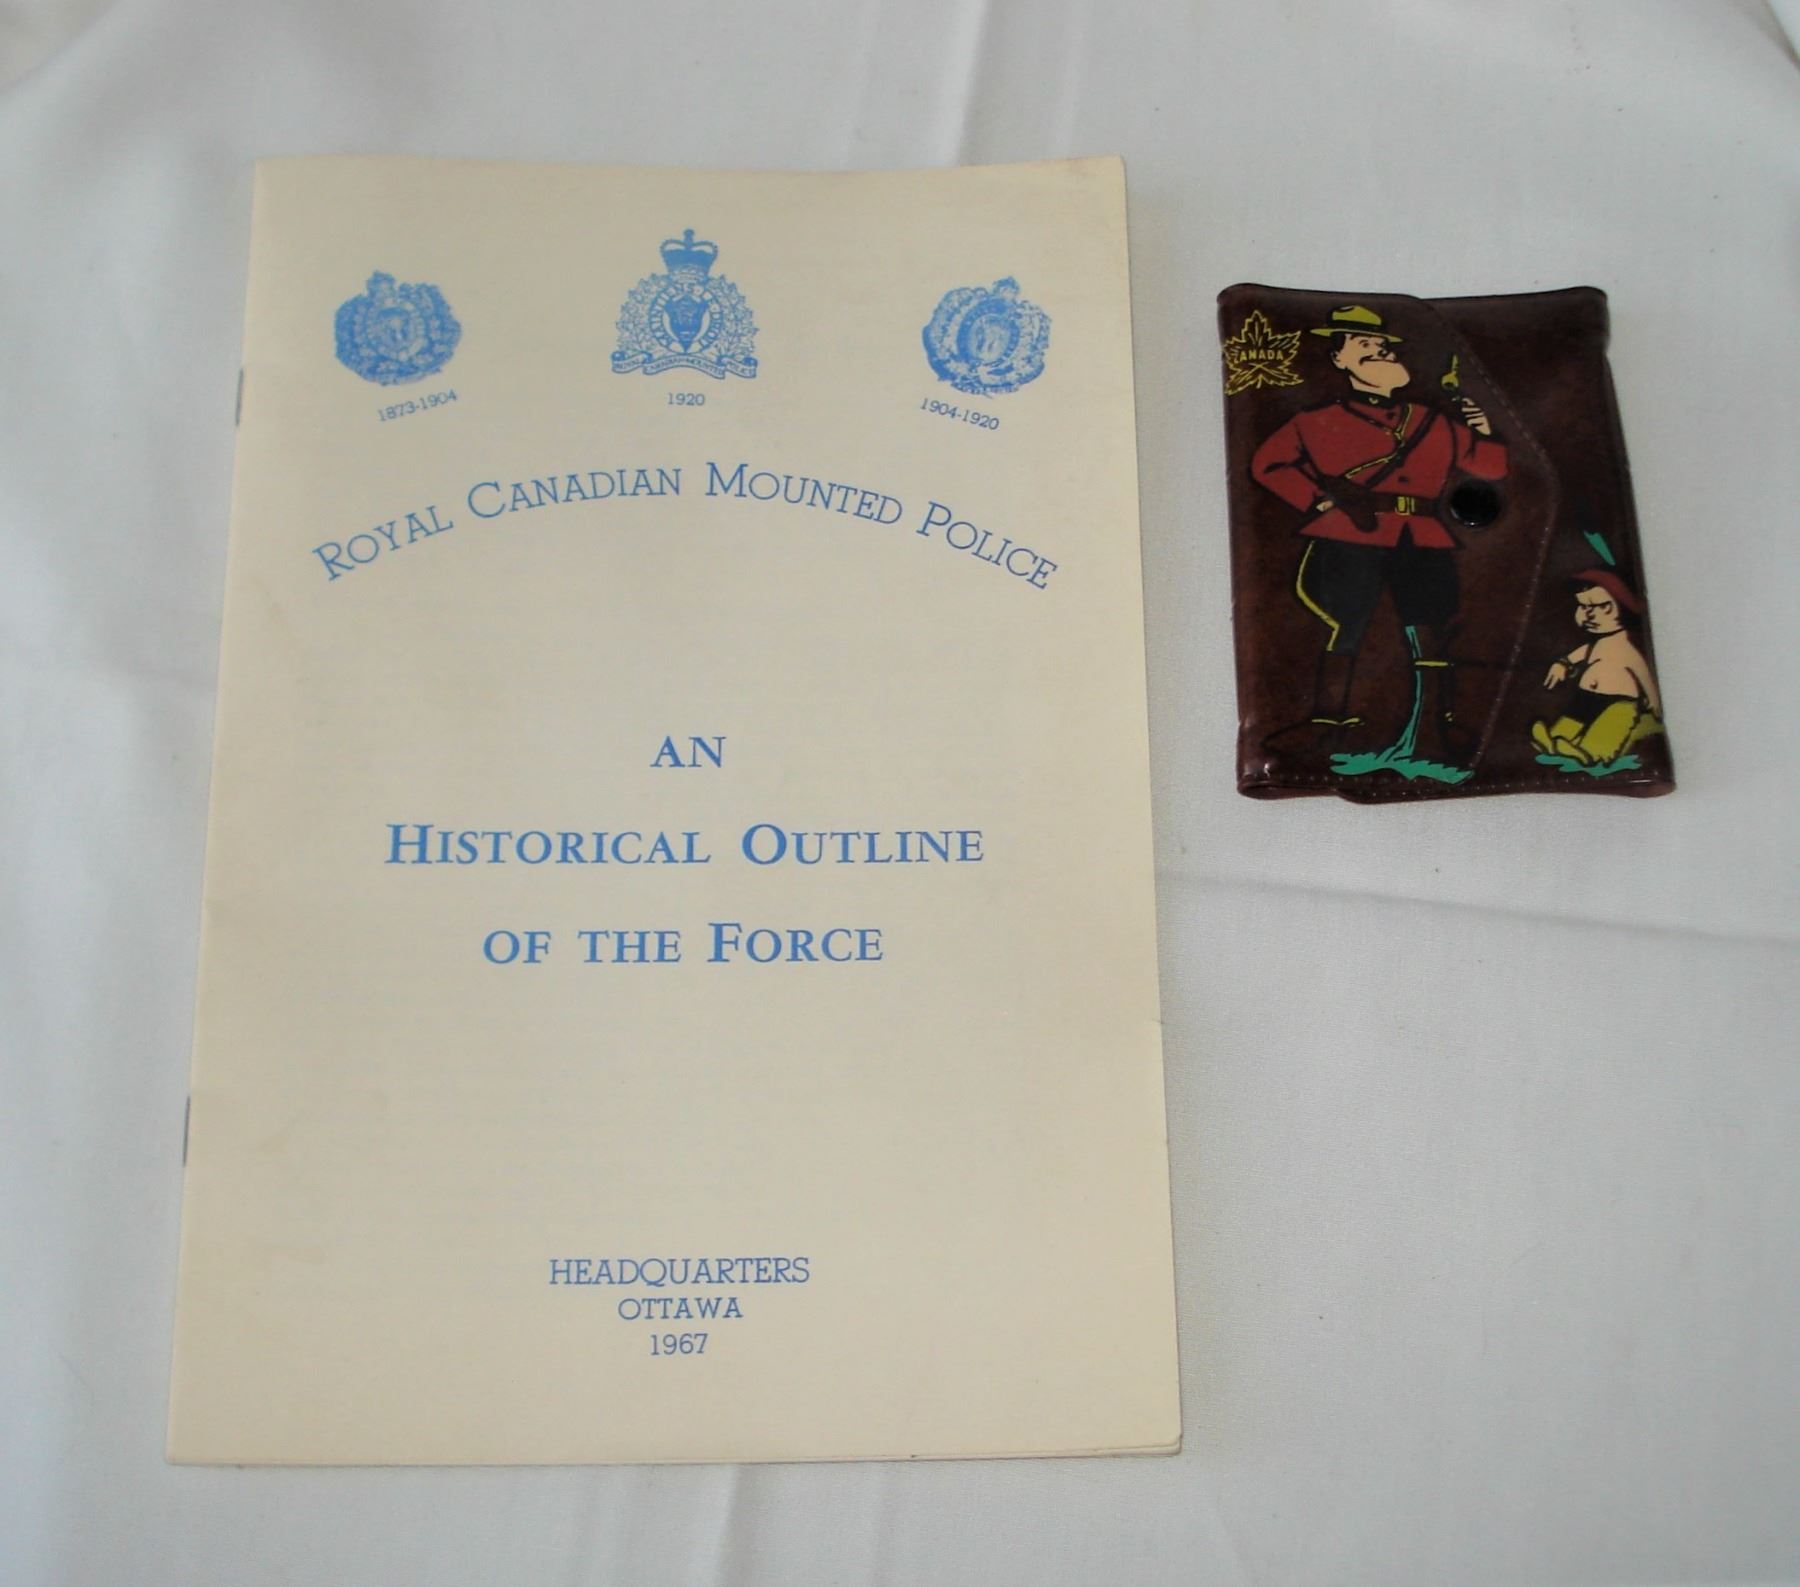 1873-1904
1920
1904-1920
ROYAL CANADIAN MOUNTED POLICE
AN
HISTORICAL OUTLINE
OF THE FORCE
HEADQUARTERS
OTTAWA
1967
CANADA